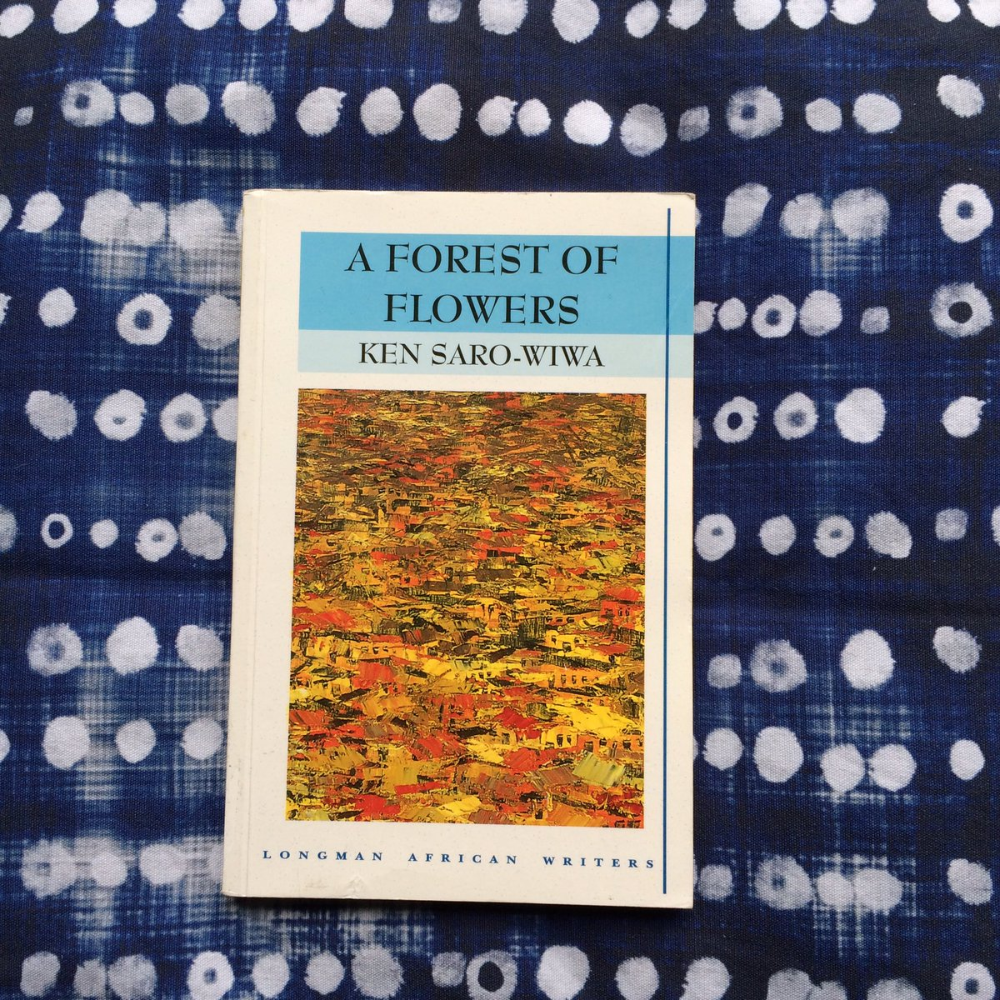 A FOREST OF
FLOWERS
KEN SARO-WIWA
LONGMAN AFRICAN WRITERS